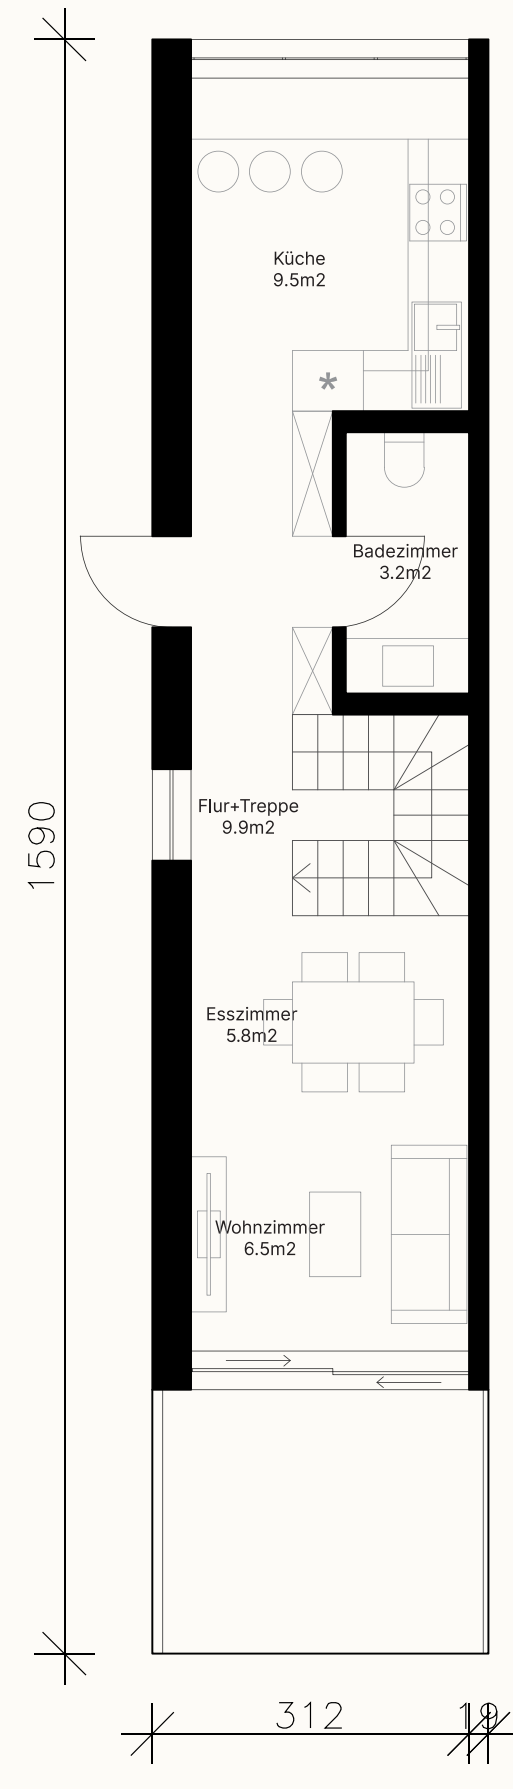 Küche
9.5m2
*
Badezimmer
3.2m2
1590
Flur+Treppe
9.9m2
Esszimmer
5.8m2
Wohnzimmer
6.5m2
312
19